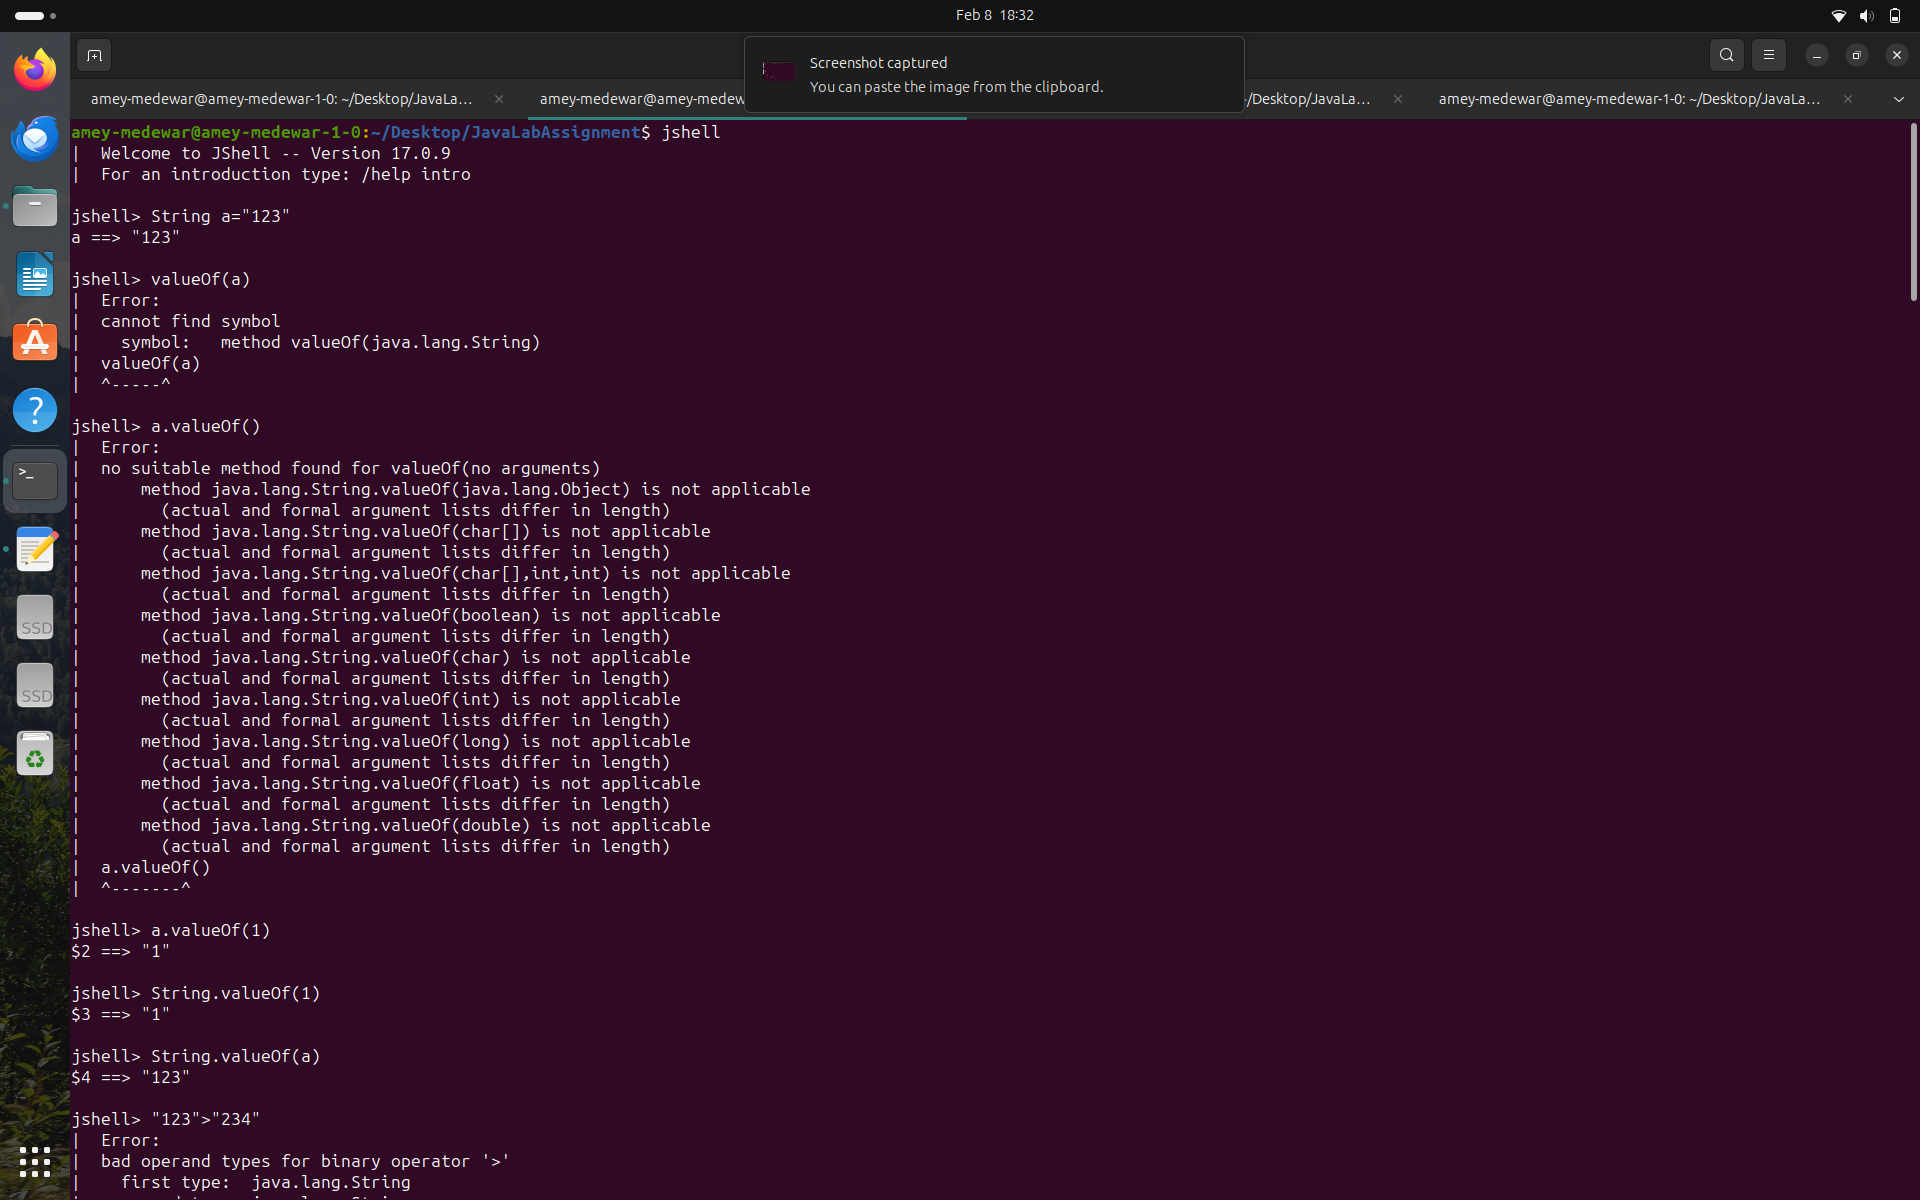 Feb 8 18:32
Screenshot captured
You can paste the image from the clipboard.
amey-medewar@amey-medewar-1-0: ~/Desktop/JavaLa...
amey-medewar@amey-medew
~/Desktop/JavaLa...
amey-medewar@amey-medewar-1-0: ~/Desktop/JavaLa...
amey-medewar@amey-medewar-1-0:~/Desktop/JavaLabAssignment$ jshell
|  Welcome to JShell -- Version 17.0.9
|  For an introduction type: /help intro
jshell> String a="123"
a ==> "123"
jshell> valueOf(a)
|  Error:
|  cannot find symbol
|    symbol:   method valueOf(java.lang.String)
|  valueOf(a)
|  ^-----^
jshell> a.valueOf()
|  Error:
|  no suitable method found for valueOf(no arguments)
|      method java.lang.String.valueOf(java.lang.Object) is not applicable
|        (actual and formal argument lists differ in length)
|      method java.lang.String.valueOf(char[]) is not applicable
|        (actual and formal argument lists differ in length)
|      method java.lang.String.valueOf(char[],int,int) is not applicable
|        (actual and formal argument lists differ in length)
|      method java.lang.String.valueOf(boolean) is not applicable
|        (actual and formal argument lists differ in length)
|      method java.lang.String.valueOf(char) is not applicable
|        (actual and formal argument lists differ in length)
|      method java.lang.String.valueOf(int) is not applicable
|        (actual and formal argument lists differ in length)
|      method java.lang.String.valueOf(long) is not applicable
|        (actual and formal argument lists differ in length)
|      method java.lang.String.valueOf(float) is not applicable
|        (actual and formal argument lists differ in length)
|      method java.lang.String.valueOf(double) is not applicable
|        (actual and formal argument lists differ in length)
|  a.valueOf()
|  ^-------^
jshell> a.valueOf(1)
$2 ==> "1"
jshell> String.valueOf(1)
$3 ==> "1"
jshell> String.valueOf(a)
$4 ==> "123"
jshell> "123">"234"
|  Error:
|  bad operand types for binary operator '>'
|    first type:  java.lang.String
SSD
SSD